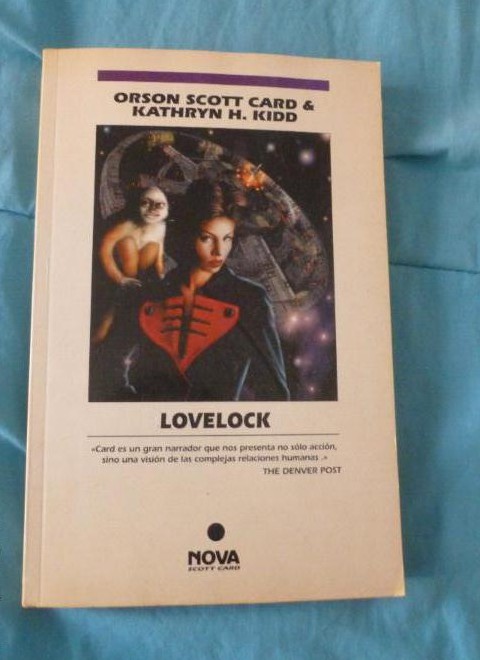 ORSON SCOTT CARD &
KATHRYN H. KIDD
LOVELOCK
«Card es un gran narrador que nos presenta no sólo acción,
sino una visión de las complejas relaciones humanas .»
THE DENVER POST
NOVA
SCOTT CARD